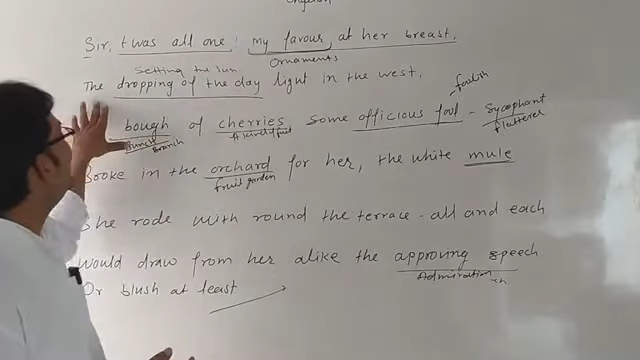 English
Sir, t was all one! my favour at her breast,
Setting the sun
Ornaments
The dropping of the day light in the west,
foolish
bough of cherries some officious fool - Sycophant
Bunch Branch
flatterer
Broke in the orchard for her, the white mule
fruit garden
She rode with round the terrace - all and each
Would draw from her alike the approving speech
Admiration
Or blush at least